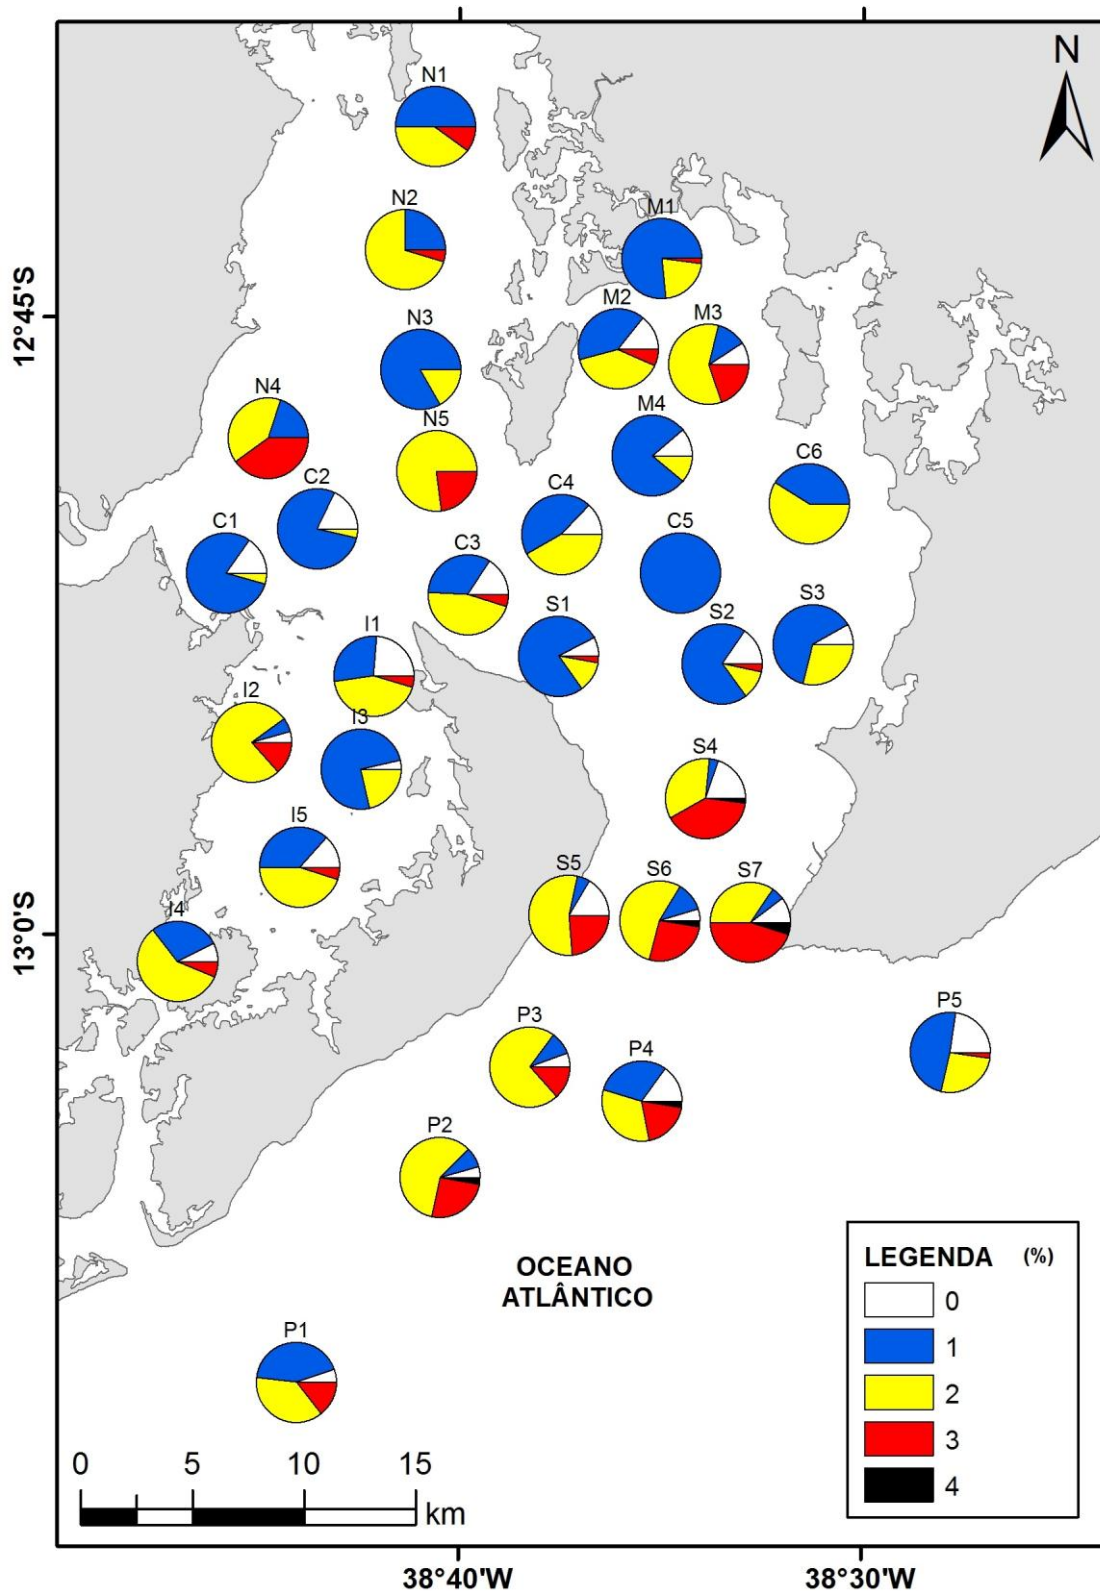 N
N1
N2
M1
12°45'S
M2
M3
N3
N4
N5
M4
C6
C2
C4
C1
C3
C5
S1
S2
S3
I1
I2
I3
S4
I5
S5
S6
S7
I4
13°0'S
P3
P4
P5
P2
OCEANO
ATLÂNTICO
P1
LEGENDA (%)
0
1
2
3
4
0 5 10 15
km
38°40'W 38°30'W